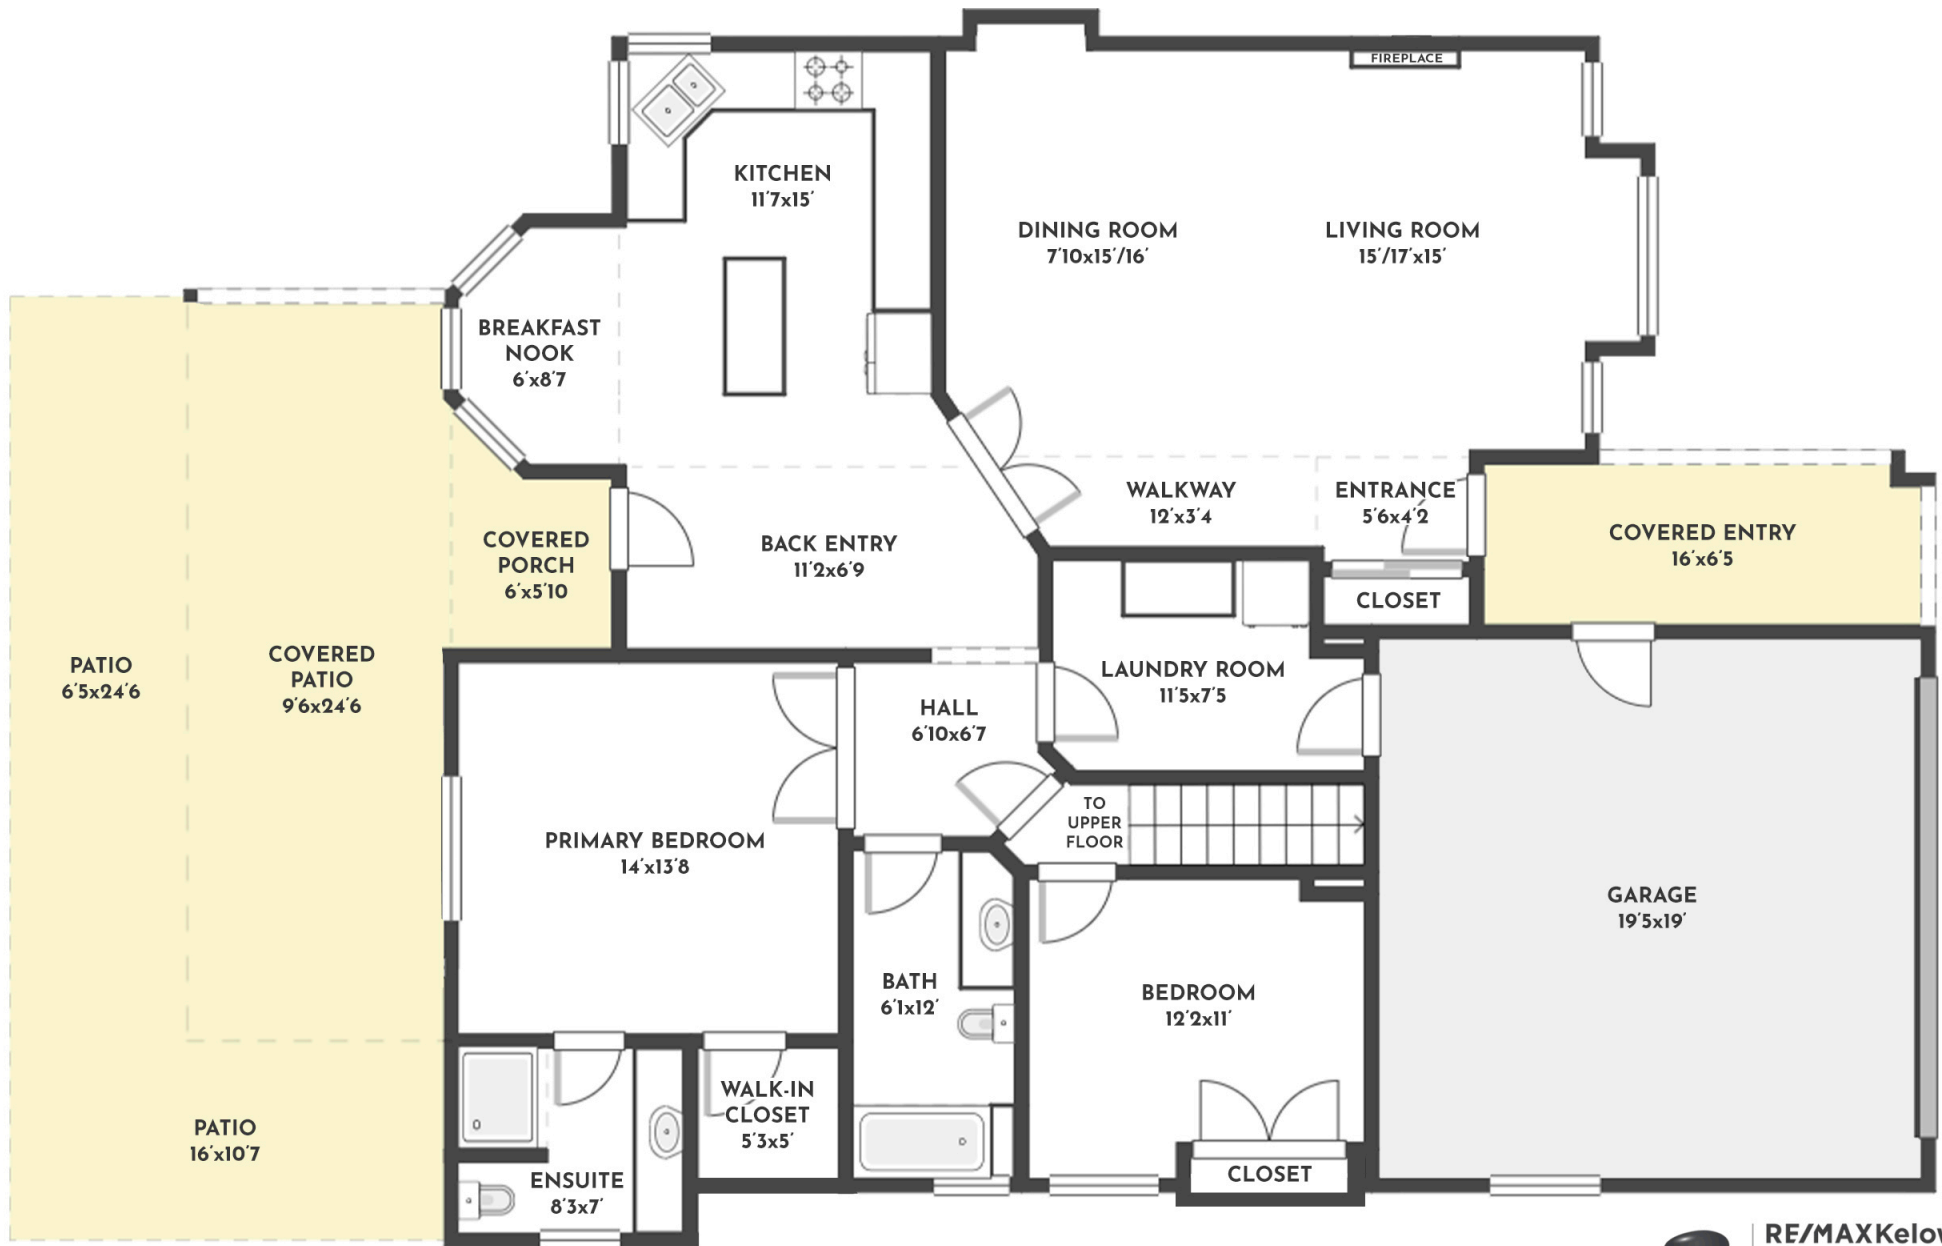 FIREPLACE
KITCHEN
11'7x15'
DINING ROOM
7'10x15'/16'
LIVING ROOM
15'/17'x15'
BREAKFAST
NOOK
6'x8'7
WALKWAY
12'x3'4
ENTRANCE
5'6x4'2
COVERED ENTRY
16'x6'5
COVERED
PORCH
6'x5'10
BACK ENTRY
11'2x6'9
CLOSET
PATIO
6'5x24'6
COVERED
PATIO
9'6x24'6
LAUNDRY ROOM
11'5x7'5
HALL
6'10x6'7
TO
UPPER
FLOOR
PRIMARY BEDROOM
14'x13'8
GARAGE
19'5x19'
BATH
6'1x12'
BEDROOM
12'2x11'
WALK-IN
CLOSET
5'3x5'
PATIO
16'x10'7
ENSUITE
8'3x7'
CLOSET
RE/MAXKelow